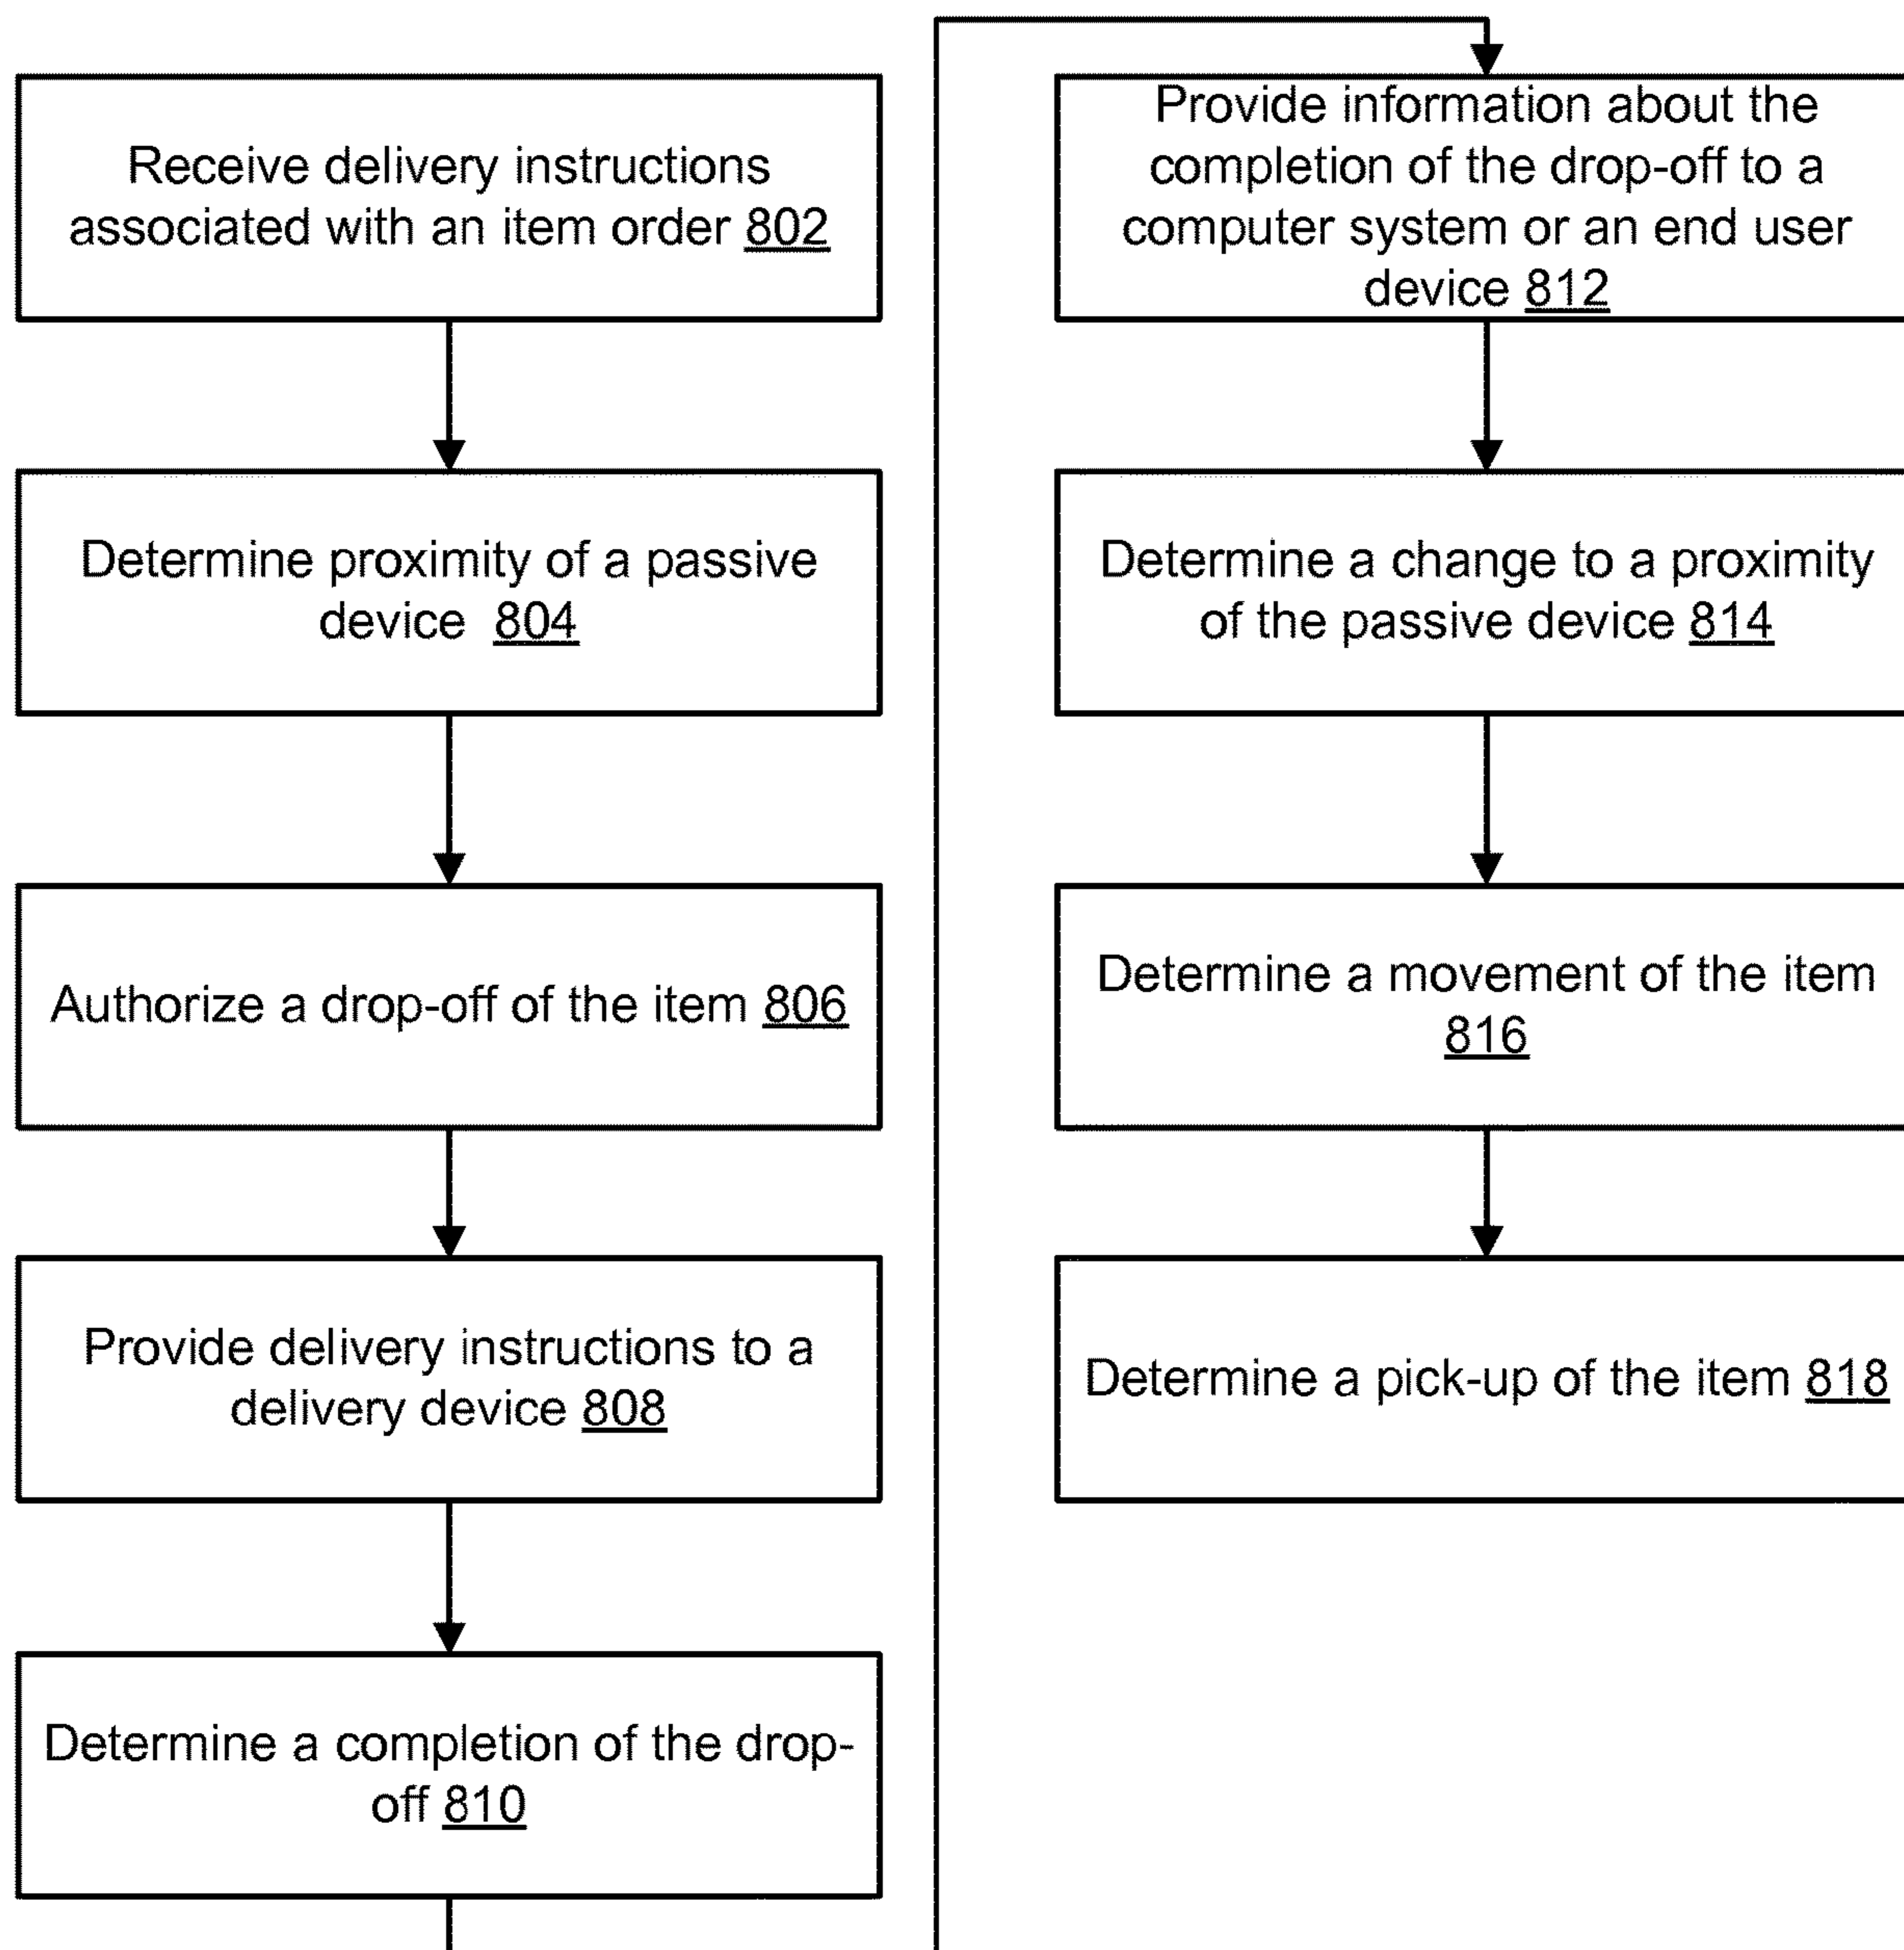 Receive delivery instructions
associated with an item order 802
Determine proximity of a passive
device 804
Authorize a drop-off of the item 806
Provide delivery instructions to a
delivery device 808
Determine a completion of the drop-
off 810
Provide information about the
completion of the drop-off to a
computer system or an end user
device 812
Determine a change to a proximity
of the passive device 814
Determine a movement of the item
816
Determine a pick-up of the item 818